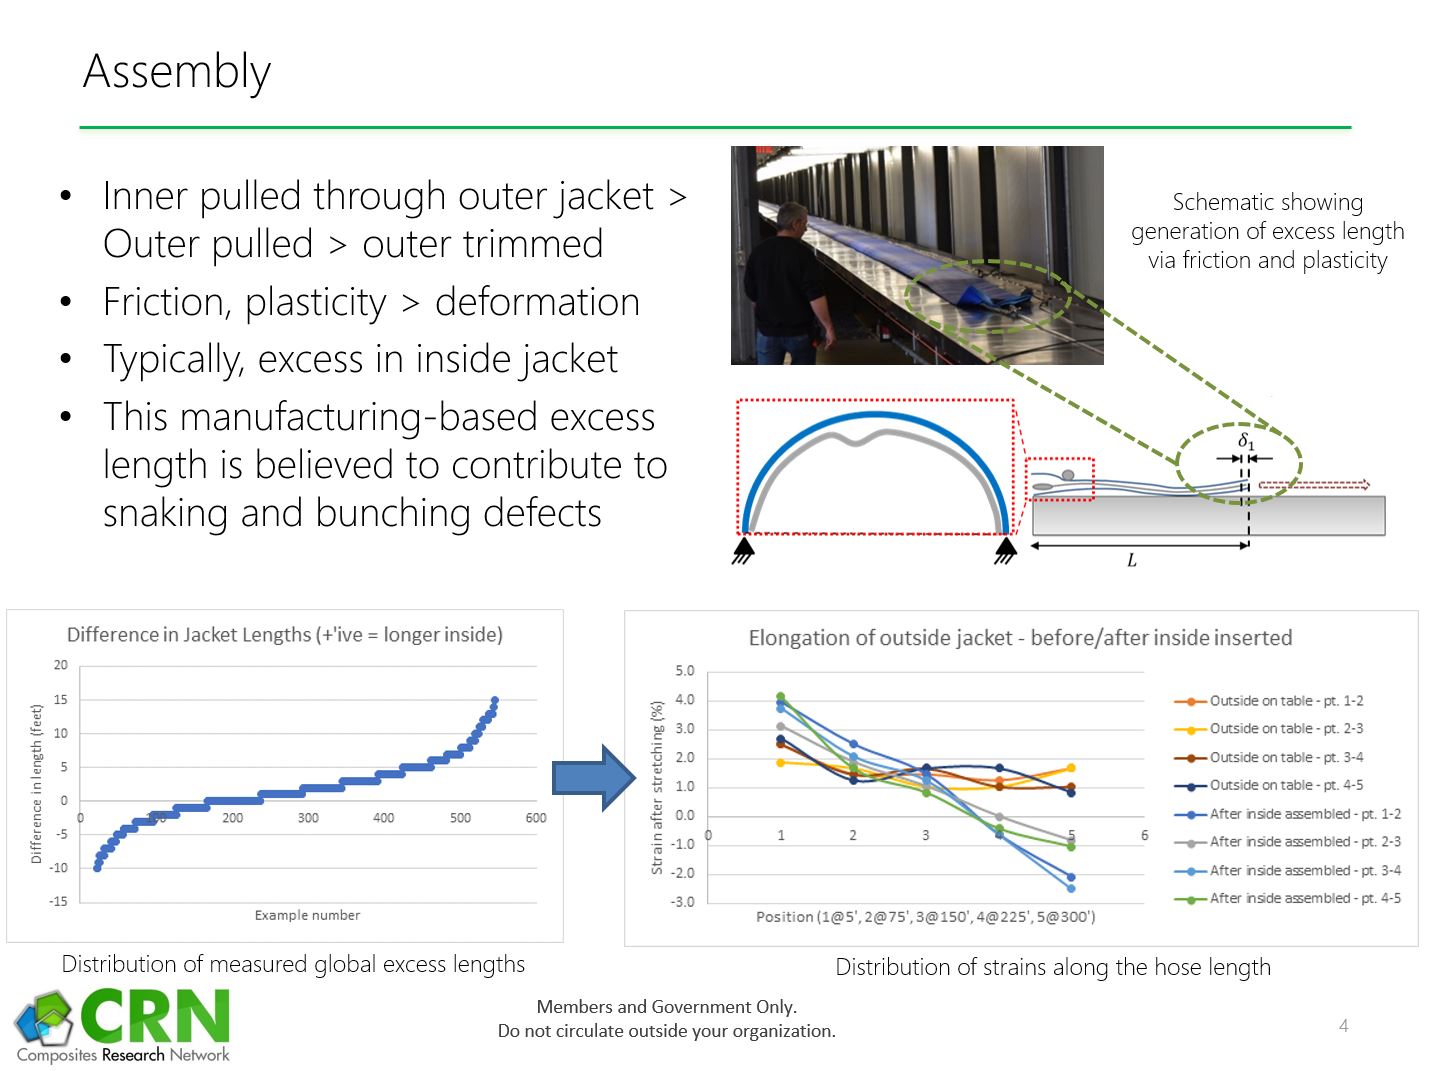 Assembly
• Inner pulled through outer jacket >
Outer pulled > outer trimmed
• Friction, plasticity > deformation
• Typically, excess in inside jacket
• This manufacturing-based excess
length is believed to contribute to
snaking and bunching defects
Schematic showing
generation of excess length
via friction and plasticity
δ₁
L
Difference in Jacket Lengths (+'ive = longer inside)
Difference in length (feet)
20
15
10
5
0
-5
-10
-15
0 100 200 300 400 500 600
Example number
Distribution of measured global excess lengths
Elongation of outside jacket - before/after inside inserted
Strain after stretching (%)
5.0
4.0
3.0
2.0
1.0
0.0
-1.0
-2.0
-3.0
0 1 2 3 4 5 6
Position (1@5', 2@75', 3@150', 4@225', 5@300')
Outside on table - pt. 1-2
Outside on table - pt. 2-3
Outside on table - pt. 3-4
Outside on table - pt. 4-5
After inside assembled - pt. 1-2
After inside assembled - pt. 2-3
After inside assembled - pt. 3-4
After inside assembled - pt. 4-5
Distribution of strains along the hose length
CRN
Composites Research Network
Members and Government Only.
Do not circulate outside your organization.
4